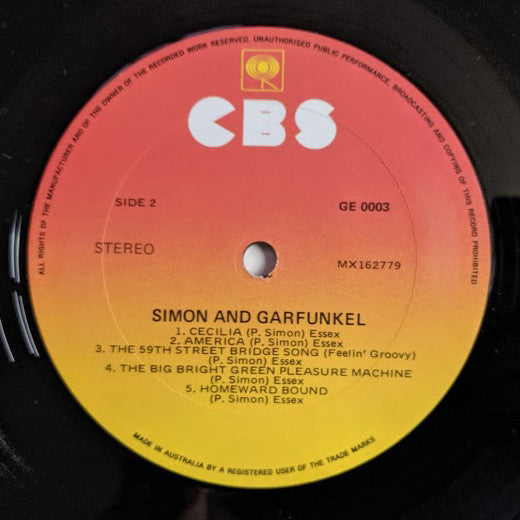 ALL RIGHTS OF THE MANUFACTURER AND OF THE OWNER OF THE RECORDED WORK RESERVED. UNAUTHORISED PUBLIC PERFORMANCE, BROADCASTING AND COPYING OF THIS RECORD PROHIBITED.
CBS
SIDE 2
GE 0003
STEREO
MX162779
SIMON AND GARFUNKEL
1. CECILIA (P. Simon) Essex
2. AMERICA (P. Simon) Essex
3. THE 59TH STREET BRIDGE SONG (Feelin' Groovy)
(P. Simon) Essex
4. THE BIG BRIGHT GREEN PLEASURE MACHINE
(P. Simon) Essex
5. HOMEWARD BOUND
(P. Simon) Essex
MADE IN AUSTRALIA BY A REGISTERED USER OF THE TRADE MARKS